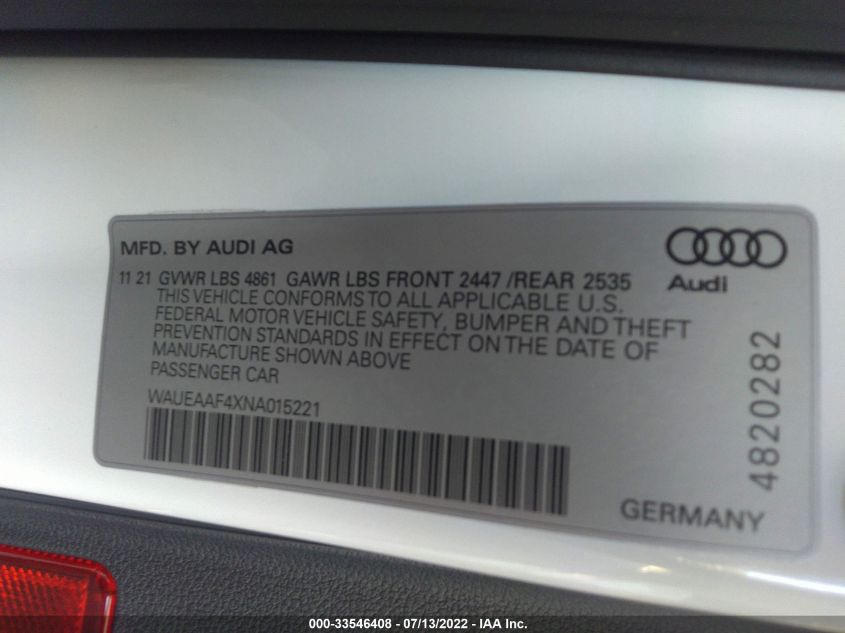 MFD. BY AUDI AG
Audi
11 21 GVWR LBS 4861 GAWR LBS FRONT 2447 /REAR 2535
THIS VEHICLE CONFORMS TO ALL APPLICABLE U.S.
FEDERAL MOTOR VEHICLE SAFETY, BUMPER AND THEFT
PREVENTION STANDARDS IN EFFECT ON THE DATE OF
MANUFACTURE SHOWN ABOVE
PASSENGER CAR
WAUEAAF4XNA015221
4820282
GERMANY
000-33546408 - 07/13/2022 - IAA Inc.